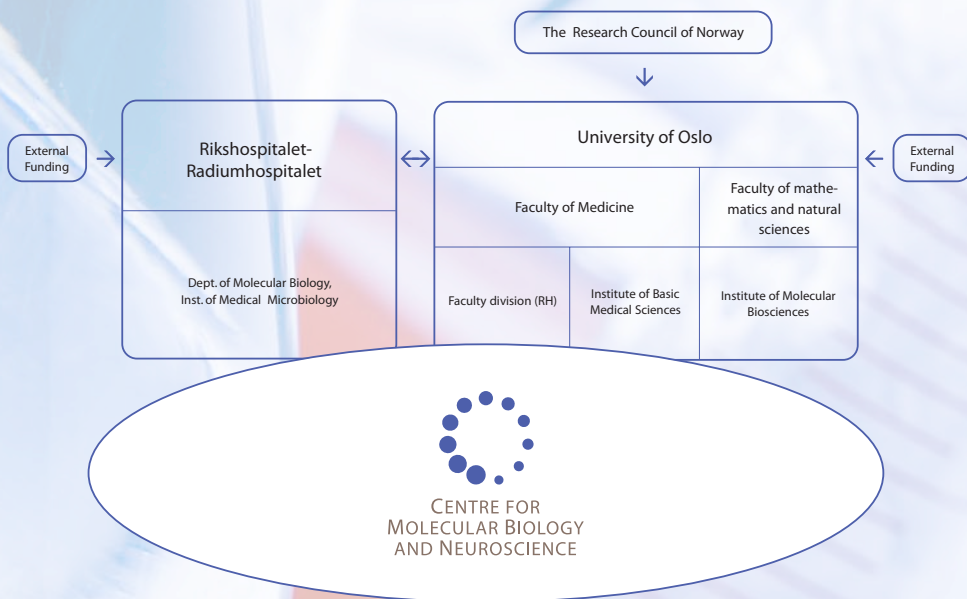 The Research Council of Norway
External
Funding
Rikshospitalet-
Radiumhospitalet
University of Oslo
External
Funding
Faculty of Medicine
Faculty of mathe-
matics and natural
sciences
Dept. of Molecular Biology,
Inst. of Medical Microbiology
Faculty division (RH)
Institute of Basic
Medical Sciences
Institute of Molecular
Biosciences
CENTRE FOR
MOLECULAR BIOLOGY
AND NEUROSCIENCE